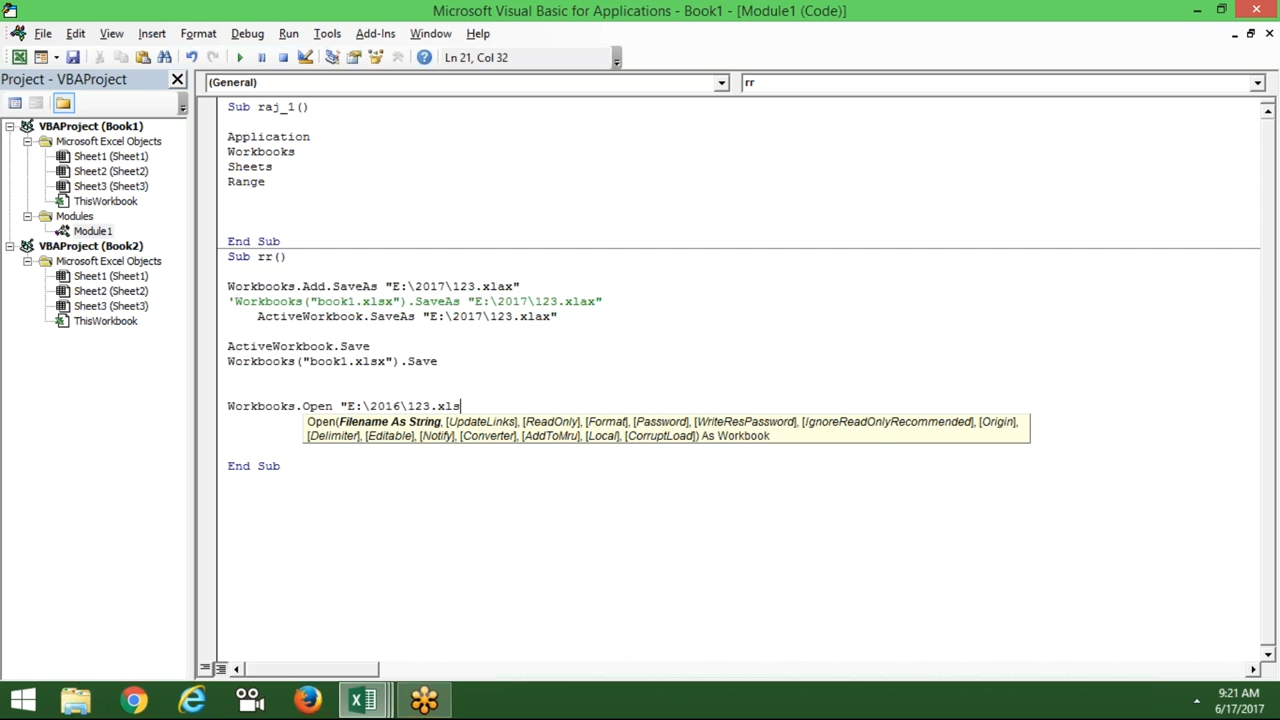 Microsoft Visual Basic for Applications - Book1 - [Module1 (Code)]
File Edit View Insert Format Debug Run Tools Add-Ins Window Help
Ln 21, Col 32
Project - VBAProject
(General)
rr
VBAProject (Book1)
Microsoft Excel Objects
Sheet1 (Sheet1)
Sheet2 (Sheet2)
Sheet3 (Sheet3)
ThisWorkbook
Modules
Module1
VBAProject (Book2)
Microsoft Excel Objects
Sheet1 (Sheet1)
Sheet2 (Sheet2)
Sheet3 (Sheet3)
ThisWorkbook
Sub raj_1()
Application
Workbooks
Sheets
Range
End Sub
Sub rr()
Workbooks.Add.SaveAs "E:\2017\123.xlax"
'Workbooks("book1.xlsx").SaveAs "E:\2017\123.xlax"
ActiveWorkbook.SaveAs "E:\2017\123.xlax"
ActiveWorkbook.Save
Workbooks("book1.xlsx").Save
Workbooks.Open "E:\2016\123.xls
Open(Filename As String, [UpdateLinks], [ReadOnly], [Format], [Password], [WriteResPassword], [IgnoreReadOnlyRecommended], [Origin],
[Delimiter], [Editable], [Notify], [Converter], [AddToMru], [Local], [CorruptLoad]) As Workbook
End Sub
9:21 AM
6/17/2017